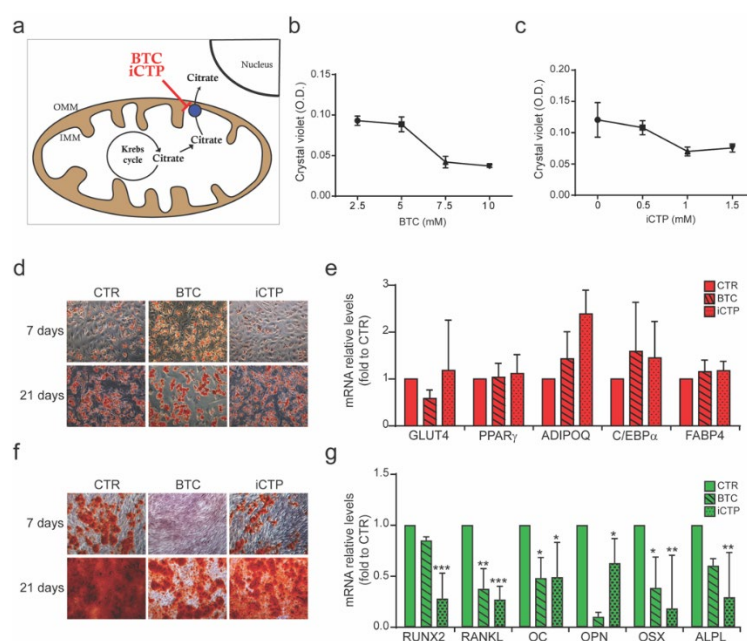 a
BTC
iCTP
Nucleus
Citrate
OMM
IMM
Krebs
cycle
Citrate
Citrate
b
Crystal violet (O.D.)
0.15
0.10
0.05
0.00
2.5 5 7.5 1.0
BTC (mM)
c
Crystal violet (O.D.)
0.20
0.15
0.10
0.05
0.00
0 0.5 1 1.5
iCTP (mM)
d
CTR BTC iCTP
7 days
21 days
e
mRNA relative levels
(fold to CTR)
3
2
1
0
CTR
BTC
iCTP
GLUT4 PPARγ ADIPOQ C/EBPα FABP4
f
CTR BTC iCTP
7 days
21 days
g
mRNA relative levels
(fold to CTR)
1.0
0.5
0
CTR
BTC
iCTP
*** ** *** * * * * ** **
RUNX2 RANKL OC OPN OSX ALPL